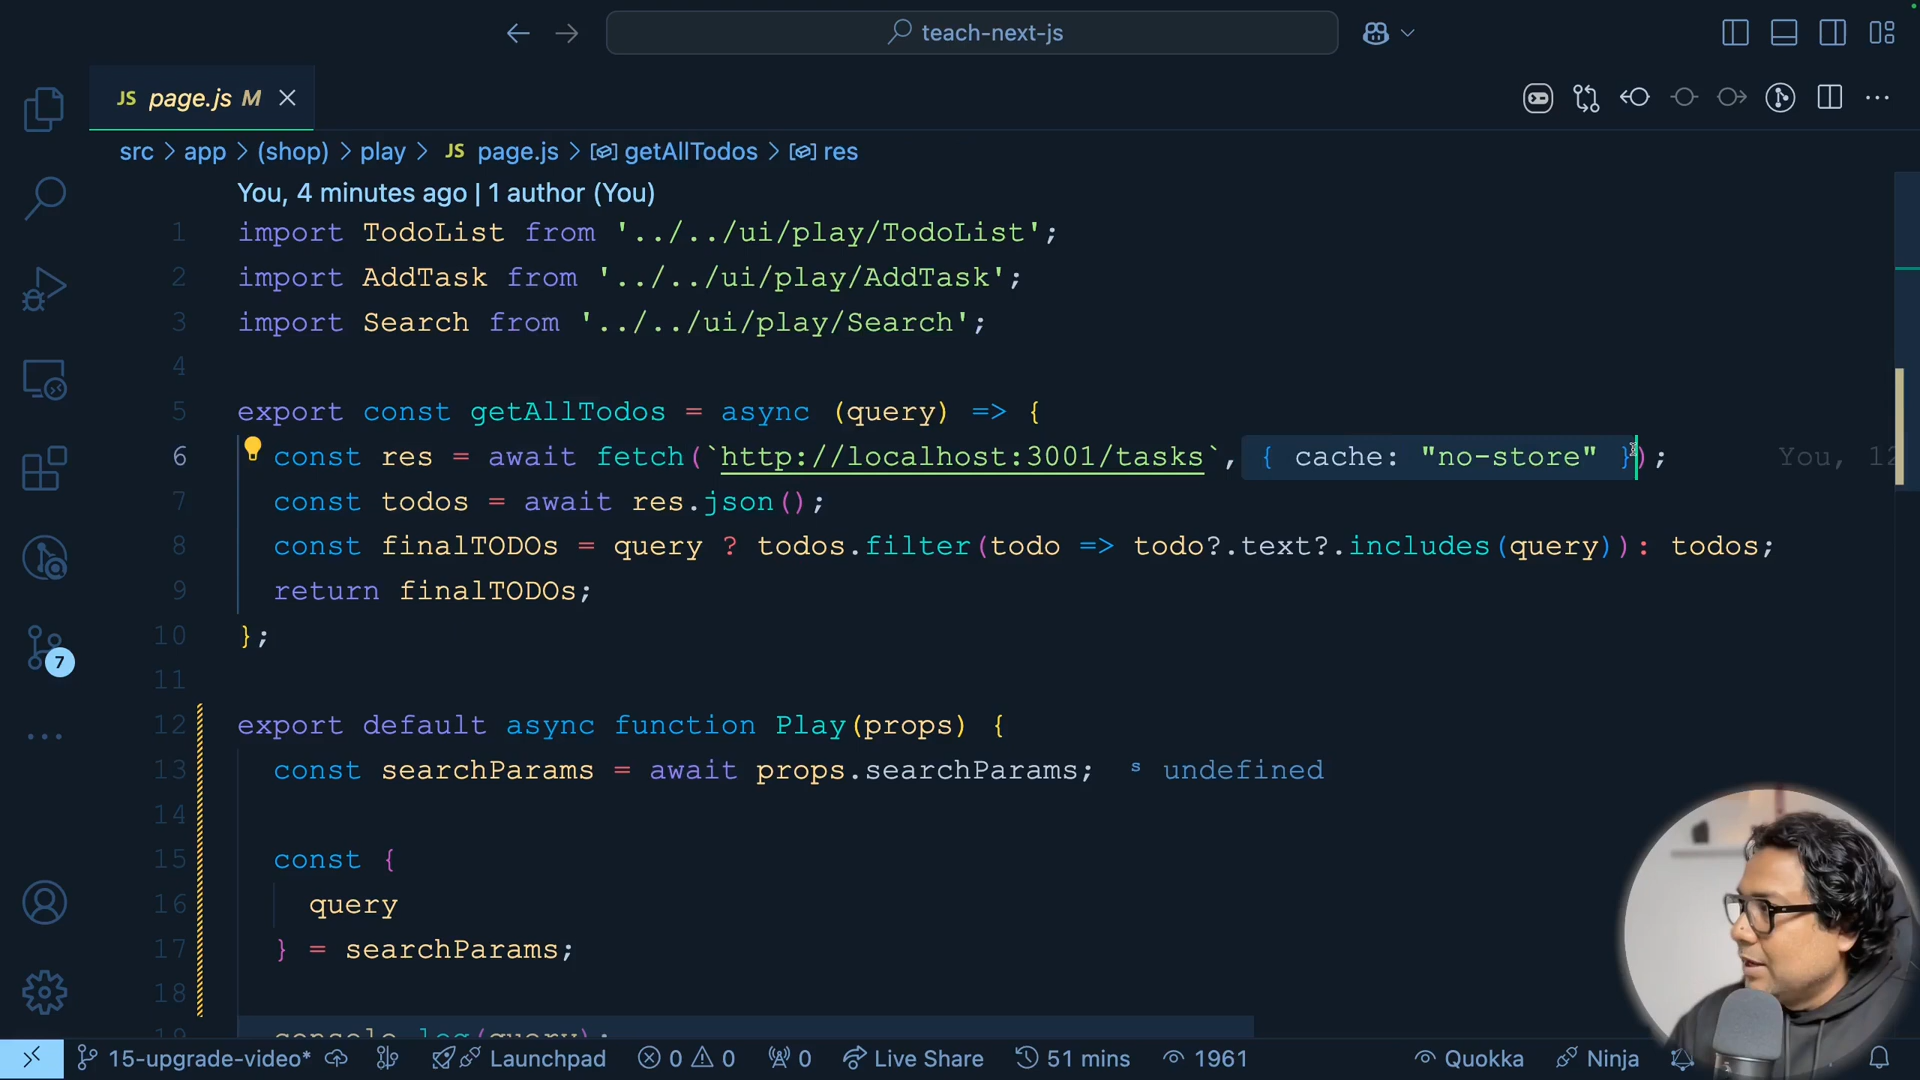 teach-next-js
JS page.js M
src > app > (shop) > play > JS page.js > getAllTodos > res
You, 4 minutes ago | 1 author (You)
1 import TodoList from '../../ui/play/TodoList';
2 import AddTask from '../../ui/play/AddTask';
3 import Search from '../../ui/play/Search';
4
5 export const getAllTodos = async (query) => {
6 const res = await fetch(`http://localhost:3001/tasks`, { cache: "no-store" }); You, 12
7 const todos = await res.json();
8 const finalTODOs = query ? todos.filter(todo => todo?.text?.includes(query)): todos;
9 return finalTODOs;
10 };
11
12 export default async function Play(props) {
13 const searchParams = await props.searchParams; s undefined
14
15 const {
16 query
17 } = searchParams;
18
19 console.log(query);
7
15-upgrade-video* Launchpad 0 0 0 Live Share 51 mins 1961 Quokka Ninja